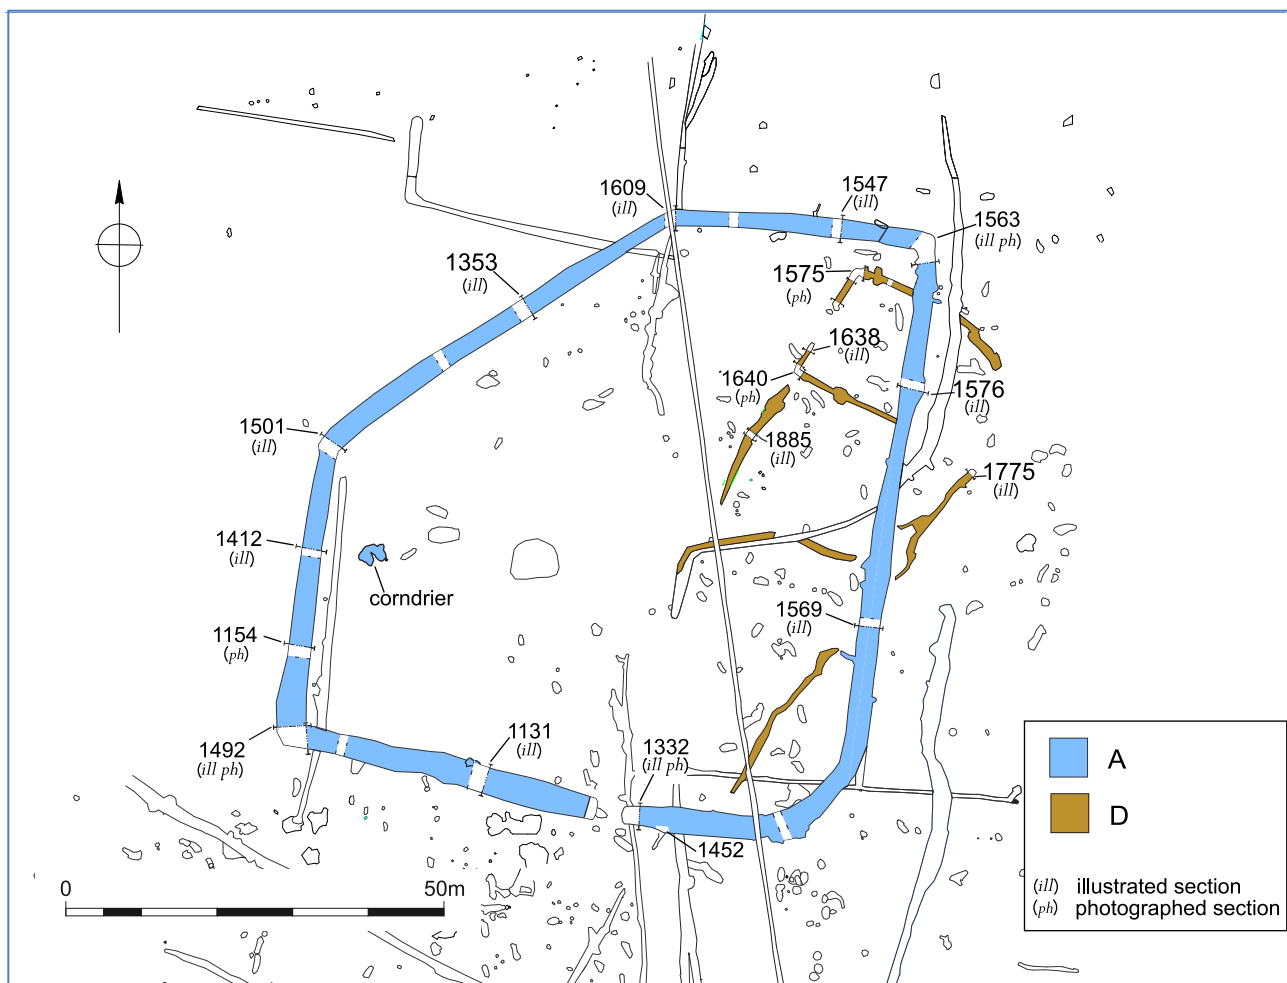 1609
(ill)
1547
(ill)
1563
(ill ph)
1353
(ill)
1575
(ph)
1638
(ill)
1640
(ph)
1576
(ill)
1501
(ill)
1885
(ill)
1775
(ill)
1412
(ill)
corndrier
1154
(ph)
1569
(ill)
1492
(ill ph)
1131
(ill)
1332
(ill ph)
1452
A
D
0 50m
(ill) illustrated section
(ph) photographed section